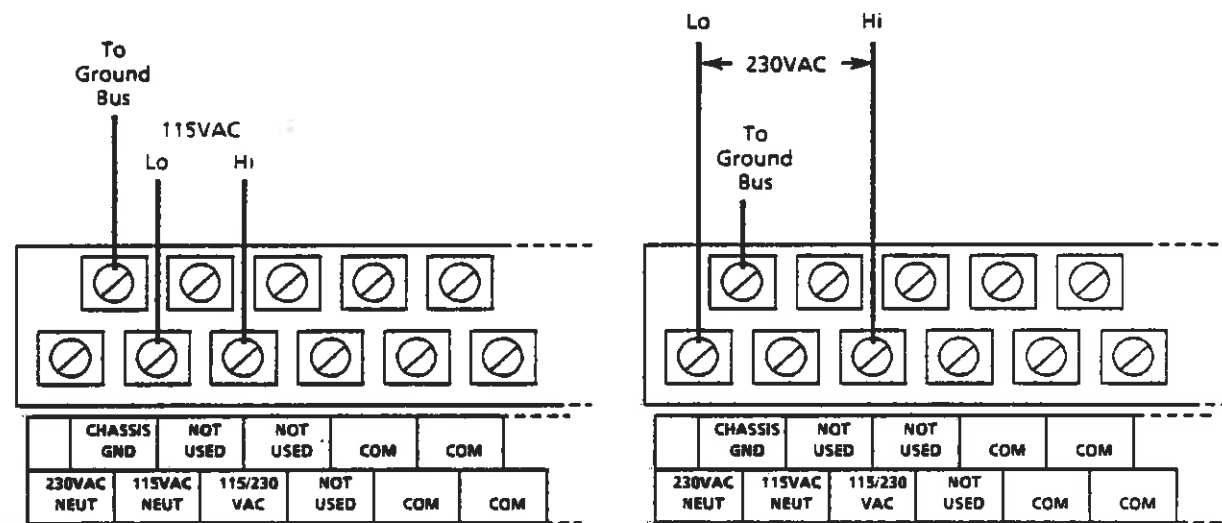 To
Ground
Bus
115VAC
Lo
Hi
CHASSIS
GND
NOT
USED
NOT
USED
COM
COM
230VAC
NEUT
115VAC
NEUT
115/230
VAC
NOT
USED
COM
COM
Lo
Hi
230VAC
To
Ground
Bus
CHASSIS
GND
NOT
USED
NOT
USED
COM
COM
230VAC
NEUT
115VAC
NEUT
115/230
VAC
NOT
USED
COM
COM